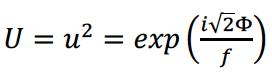 U = u² = exp(i√2Φ/f)